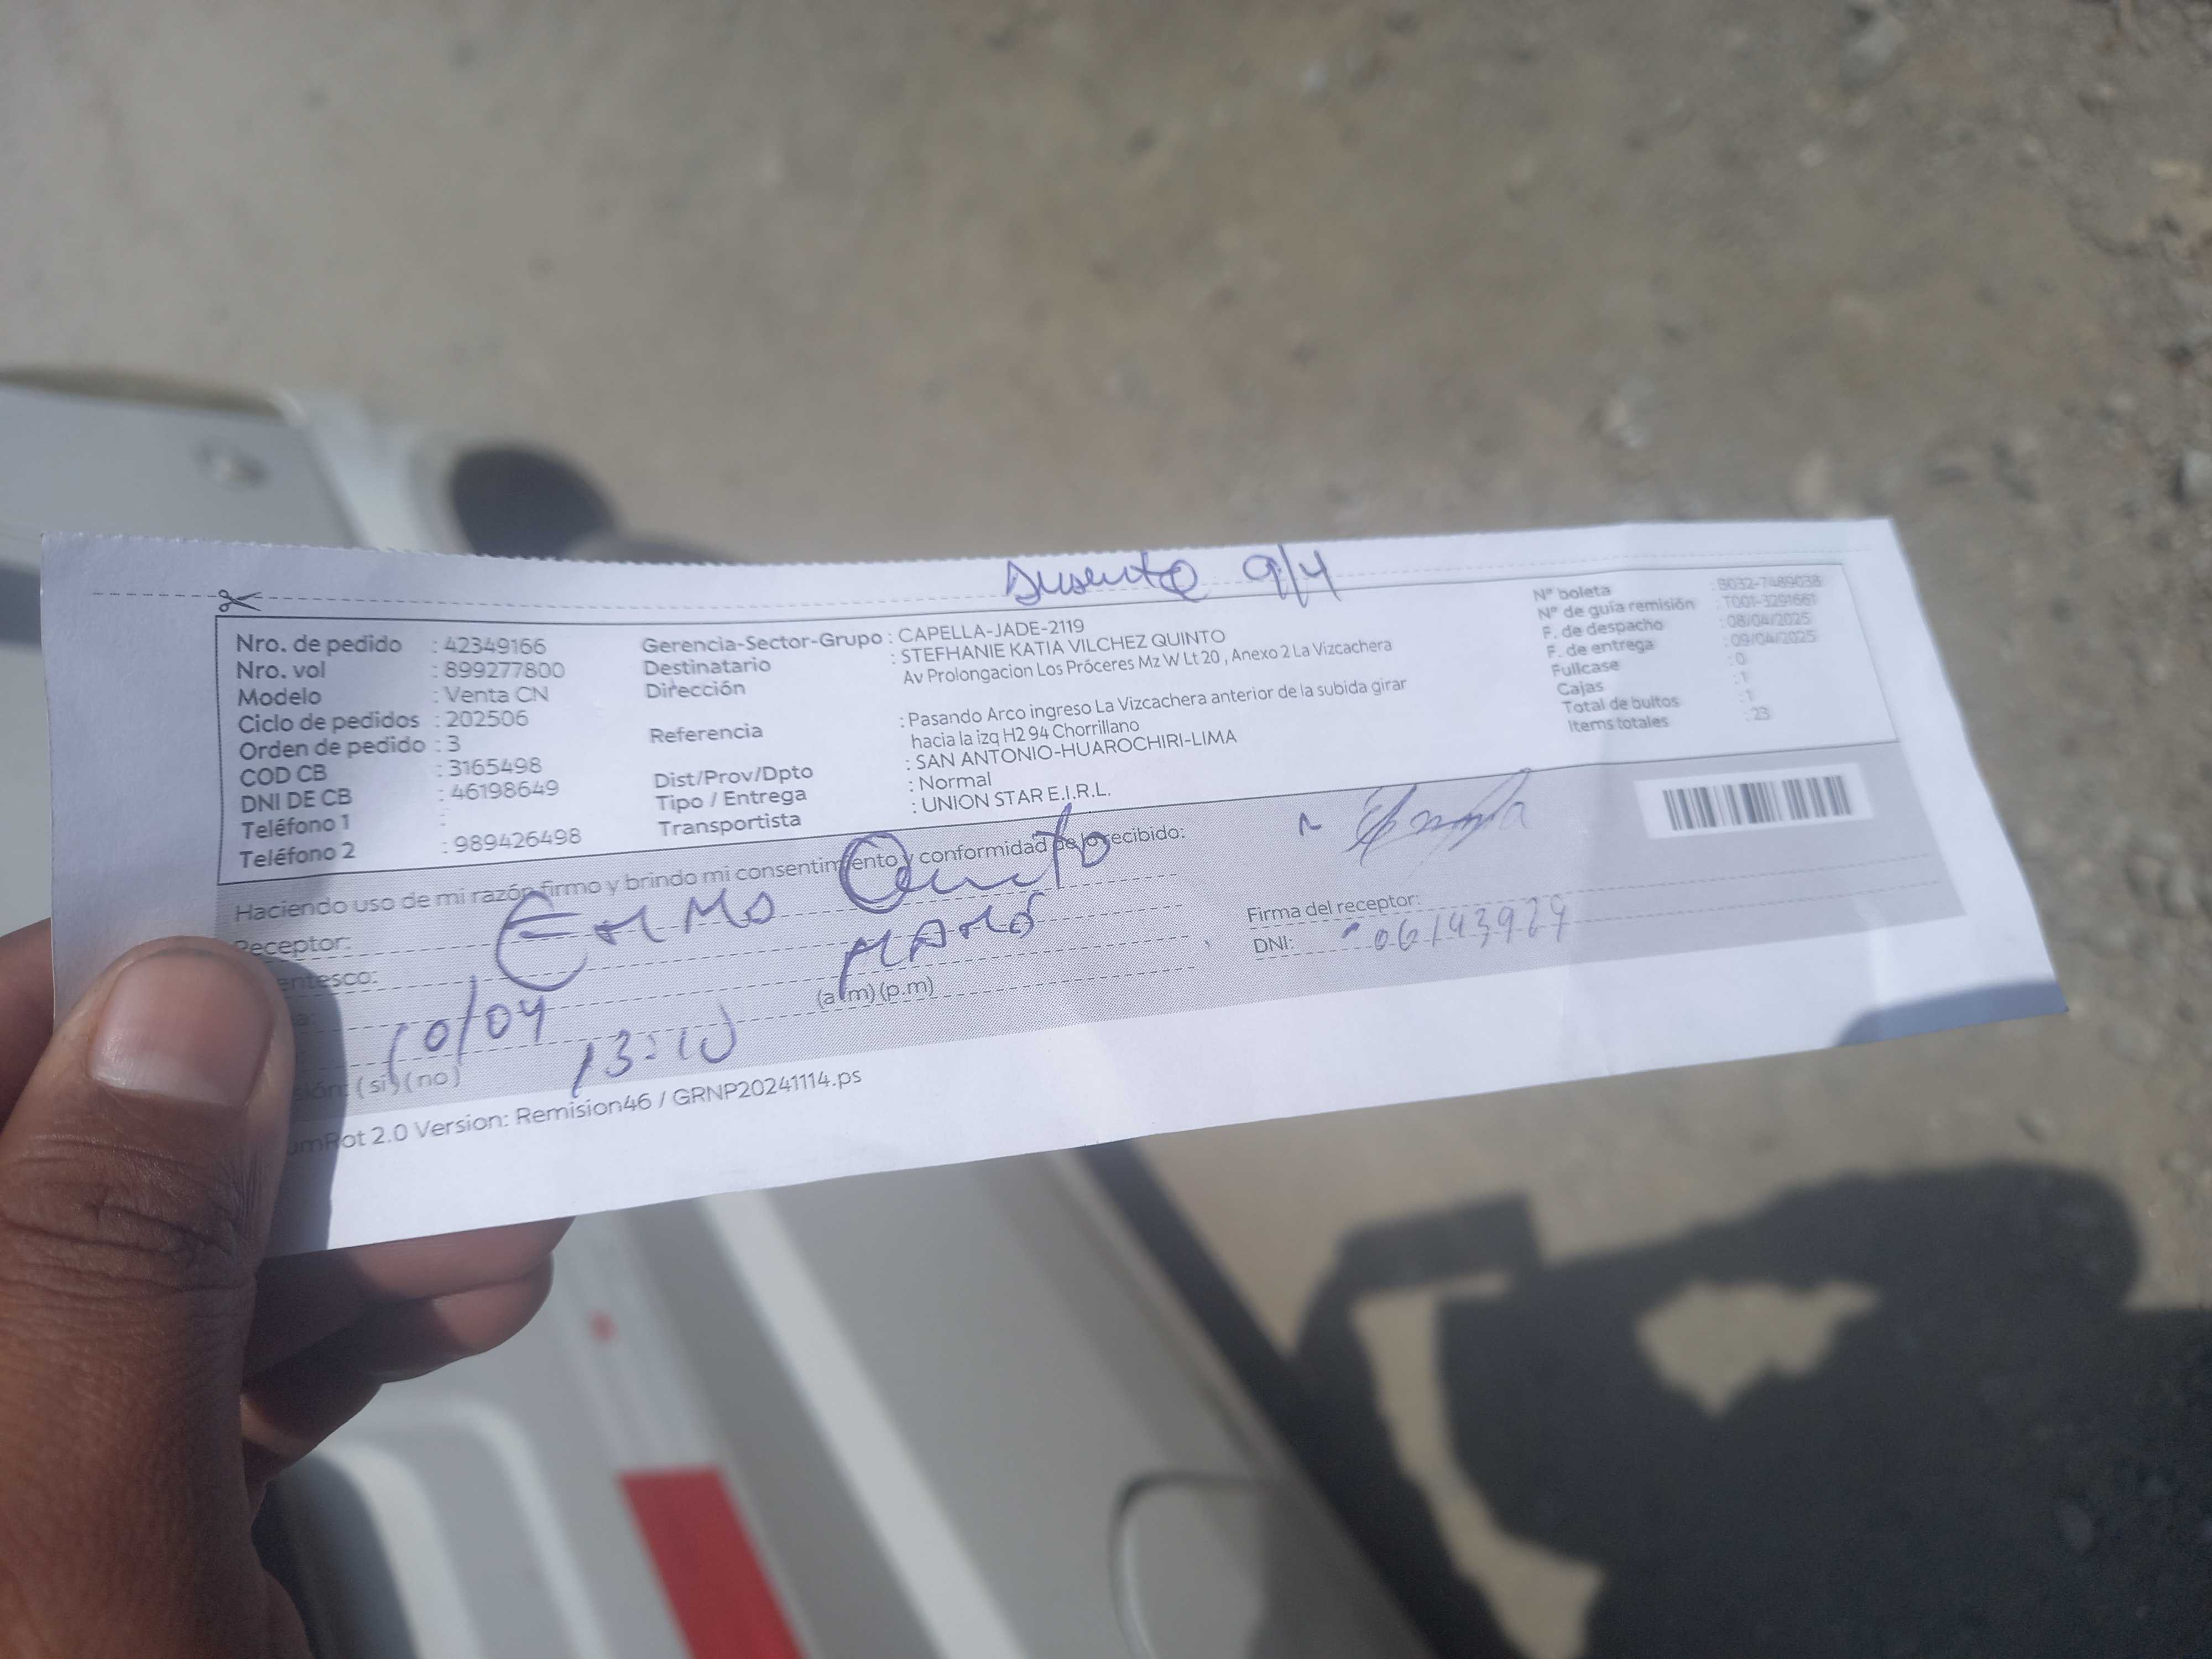 Ausente 9/4
Nro. de pedido : 42349166
Nro. vol : 899277800
Modelo : Venta CN
Ciclo de pedidos : 202506
Orden de pedido : 3
COD CB : 3165498
DNI DE CB : 46198649
Teléfono 1 :
Teléfono 2 : 989426498
Gerencia-Sector-Grupo : CAPELLA-JADE-2119
Destinatario : STEFHANIE KATIA VILCHEZ QUINTO
Dirección Av Prolongacion Los Próceres Mz W Lt 20 , Anexo 2 La Vizcachera
Referencia : Pasando Arco ingreso La Vizcachera anterior de la subida girar
hacia la izq H2 94 Chorrillano
Dist/Prov/Dpto : SAN ANTONIO-HUAROCHIRI-LIMA
Tipo / Entrega : Normal
Transportista : UNION STAR E.I.R.L.
Nº boleta : B032-7489038
Nº de guía remisión : T001-3291661
F. de despacho : 08/04/2025
F. de entrega : 09/04/2025
Fullcase : 0
Cajas : 1
Total de bultos : 1
Items totales : 23
Haciendo uso de mi razón firmo y brindo mi consentimiento y conformidad de lo recibido:
Receptor:
entesco: MAMÁ
10/04
13:10 (a.m) (p.m)
Firma del receptor:
DNI: 06143929
sión: (si) (no)
umRot 2.0 Version: Remision46 / GRNP20241114.ps